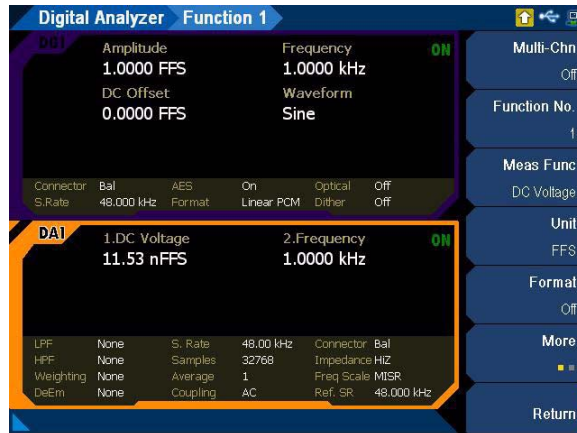 Digital Analyzer Function 1
DG1
ON
Amplitude Frequency
1.0000 FFS 1.0000 kHz
DC Offset Waveform
0.0000 FFS Sine
Connector Bal AES On Optical Off
S.Rate 48.000 kHz Format Linear PCM Dither Off
DA1
ON
1.DC Voltage 2.Frequency
11.53 nFFS 1.0000 kHz
LPF None S. Rate 48.00 kHz Connector Bal
HPF None Samples 32768 Impedance HiZ
Weighting None Average 1 Freq Scale MISR
DeEm None Coupling AC Ref. SR 48.000 kHz
Multi-Chn
Off
Function No.
1
Meas Func
DC Voltage
Unit
FFS
Format
Off
More
Return